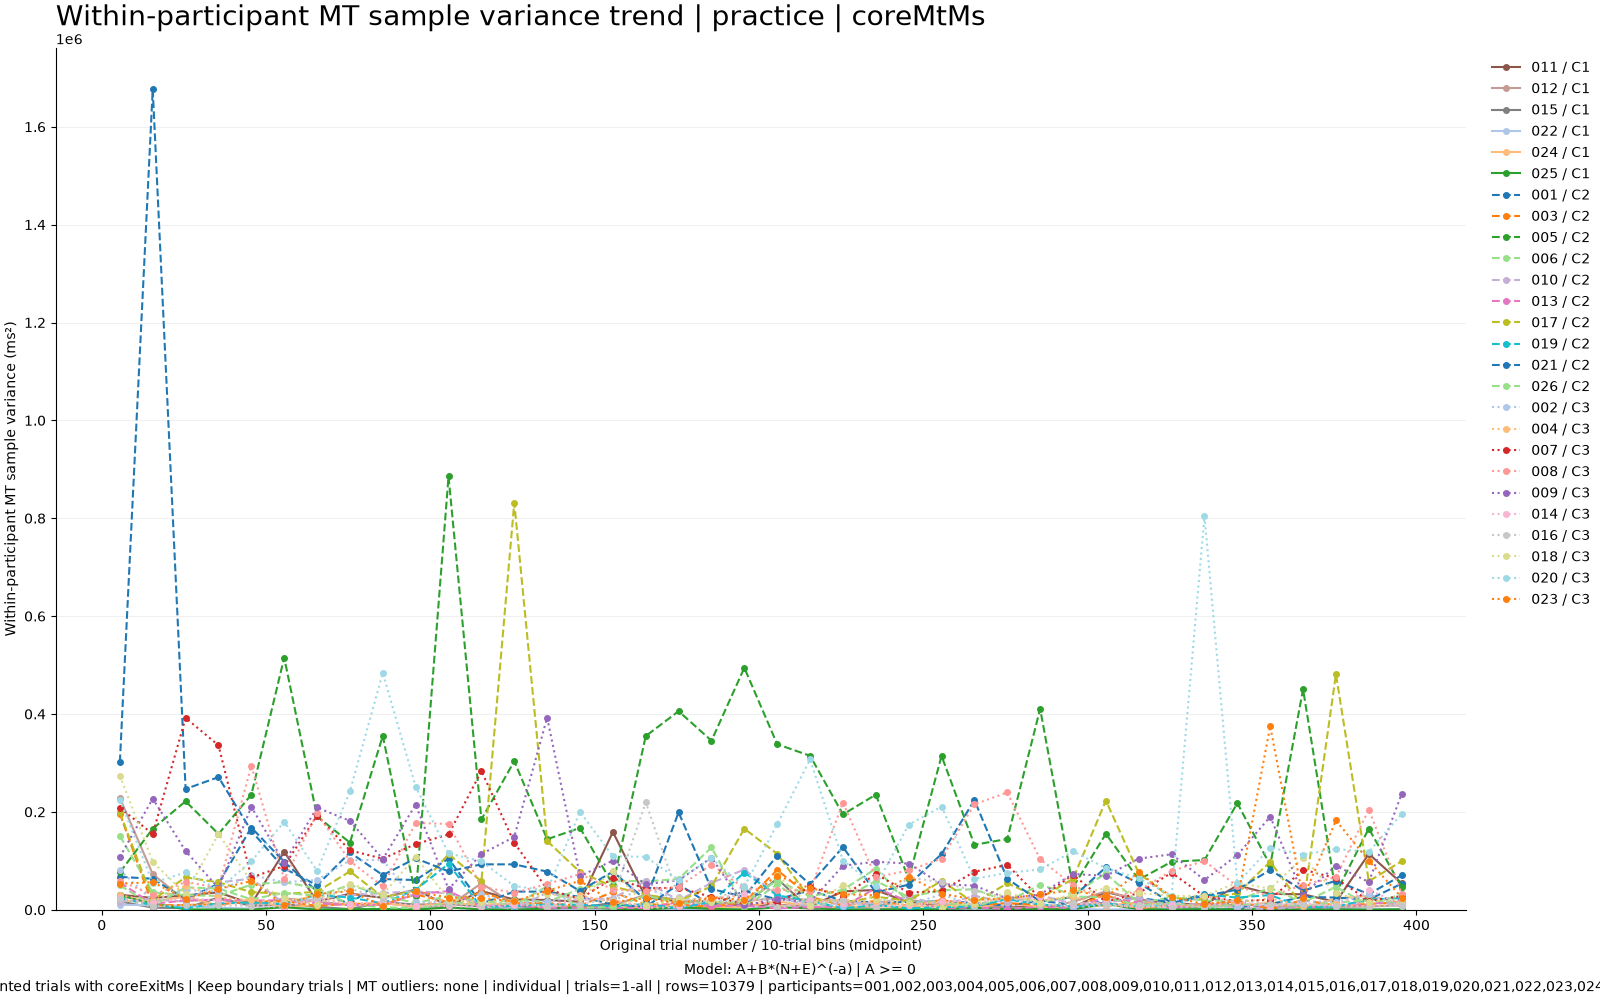 Within-participant MT sample variance trend | practice | coreMtMs
1e6
1.6
1.4
1.2
1.0
0.8
0.6
0.4
0.2
0.0
Within-participant MT sample variance (ms²)
0 50 100 150 200 250 300 350 400
Original trial number / 10-trial bins (midpoint)
Model: A+B*(N+E)^(-a) | A >= 0
nted trials with coreExitMs | Keep boundary trials | MT outliers: none | individual | trials=1-all | rows=10379 | participants=001,002,003,004,005,006,007,008,009,010,011,012,013,014,015,016,017,018,019,020,021,022,023,024
011 / C1
012 / C1
015 / C1
022 / C1
024 / C1
025 / C1
001 / C2
003 / C2
005 / C2
006 / C2
010 / C2
013 / C2
017 / C2
019 / C2
021 / C2
026 / C2
002 / C3
004 / C3
007 / C3
008 / C3
009 / C3
014 / C3
016 / C3
018 / C3
020 / C3
023 / C3